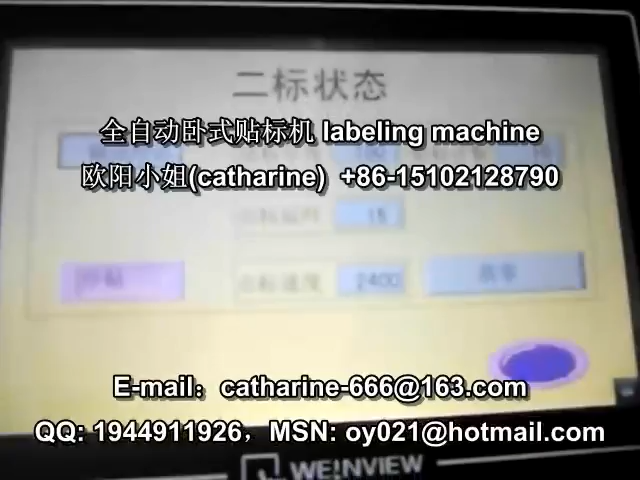 二标状态
全自动卧式贴标机 labeling machine
欧阳小姐(catharine) +86-15102128790
15
2400
E-mail：catharine-666@163.com
QQ: 1944911926，MSN: oy021@hotmail.com
WEINVIEW